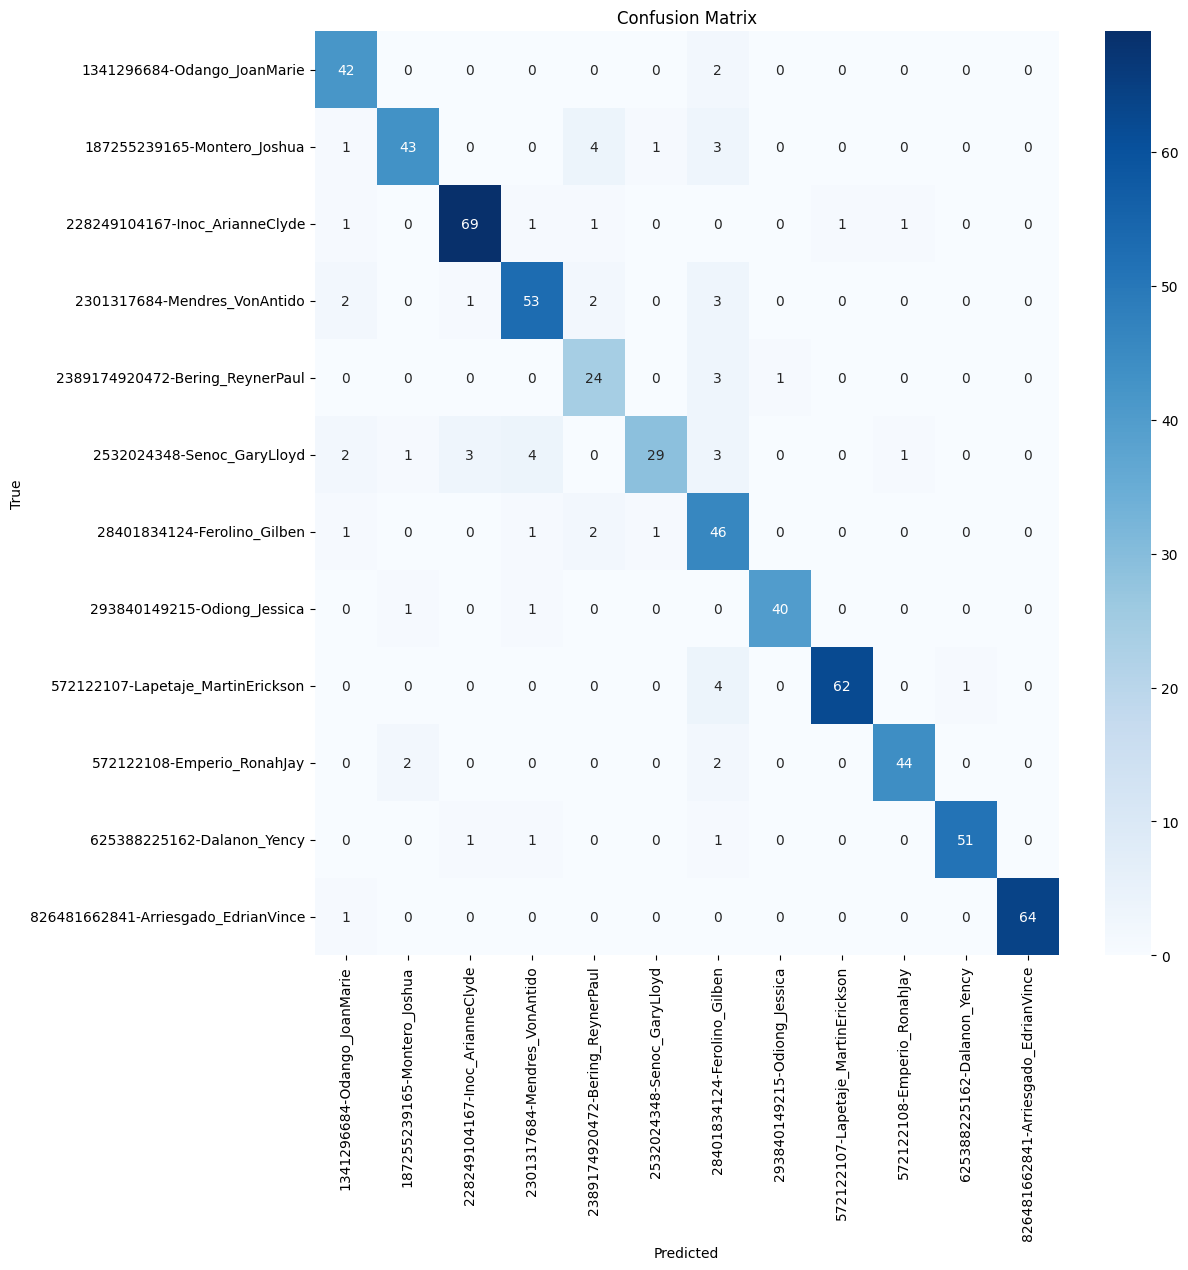 Confusion Matrix
1341296684-Odango_JoanMarie 42 0 0 0 0 0 2 0 0 0 0 0
187255239165-Montero_Joshua 1 43 0 0 4 1 3 0 0 0 0 0
228249104167-Inoc_ArianneClyde 1 0 69 1 1 0 0 0 1 1 0 0
2301317684-Mendres_VonAntido 2 0 1 53 2 0 3 0 0 0 0 0
2389174920472-Bering_ReynerPaul 0 0 0 0 24 0 3 1 0 0 0 0
2532024348-Senoc_GaryLloyd 2 1 3 4 0 29 3 0 0 1 0 0
28401834124-Ferolino_Gilben 1 0 0 1 2 1 46 0 0 0 0 0
293840149215-Odiong_Jessica 0 1 0 1 0 0 0 40 0 0 0 0
572122107-Lapetaje_MartinErickson 0 0 0 0 0 0 4 0 62 0 1 0
572122108-Emperio_RonahJay 0 2 0 0 0 0 2 0 0 44 0 0
625388225162-Dalanon_Yency 0 0 1 1 0 0 1 0 0 0 51 0
826481662841-Arriesgado_EdrianVince 1 0 0 0 0 0 0 0 0 0 0 64
True
1341296684-Odango_JoanMarie
187255239165-Montero_Joshua
228249104167-Inoc_ArianneClyde
2301317684-Mendres_VonAntido
2389174920472-Bering_ReynerPaul
2532024348-Senoc_GaryLloyd
28401834124-Ferolino_Gilben
293840149215-Odiong_Jessica
572122107-Lapetaje_MartinErickson
572122108-Emperio_RonahJay
625388225162-Dalanon_Yency
826481662841-Arriesgado_EdrianVince
Predicted
60
50
40
30
20
10
0